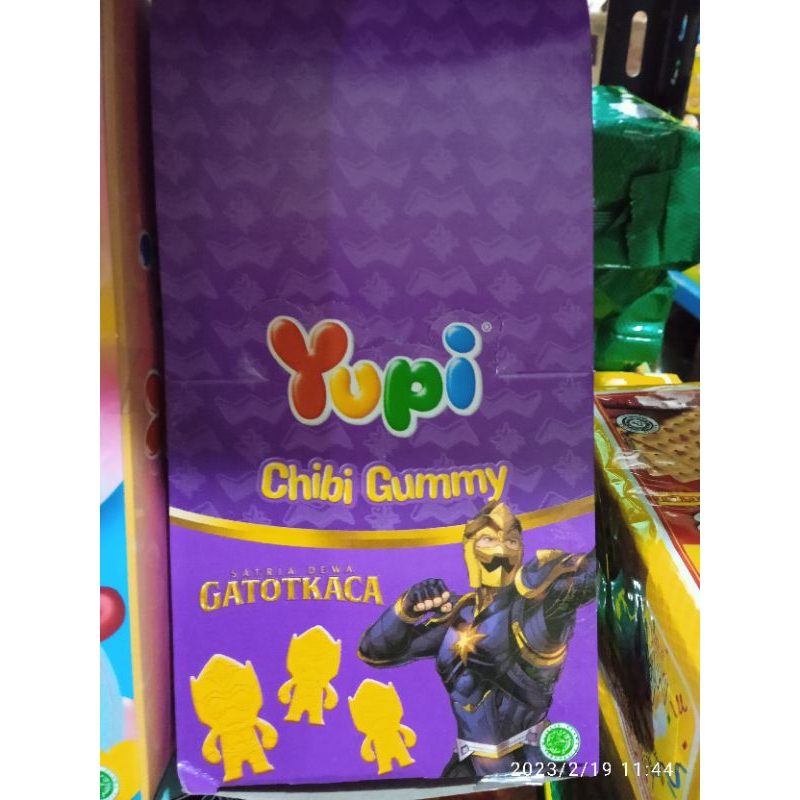 Yupi®
Chibi Gummy
SATRIA DEWA
GATOTKACA
2023/2/19 11:44